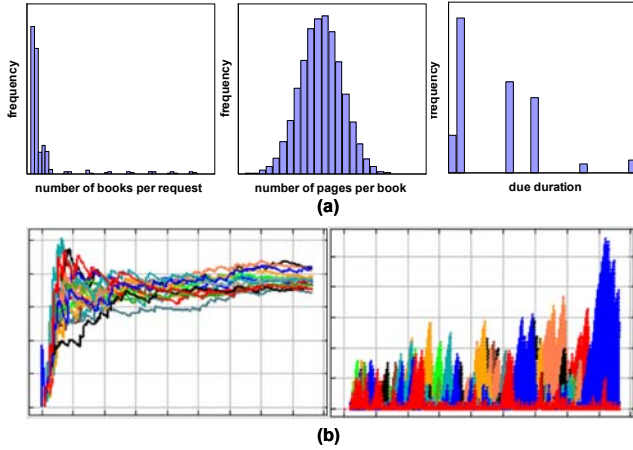 frequency
number of books per request
frequency
number of pages per book
frequency
due duration
(a)
(b)